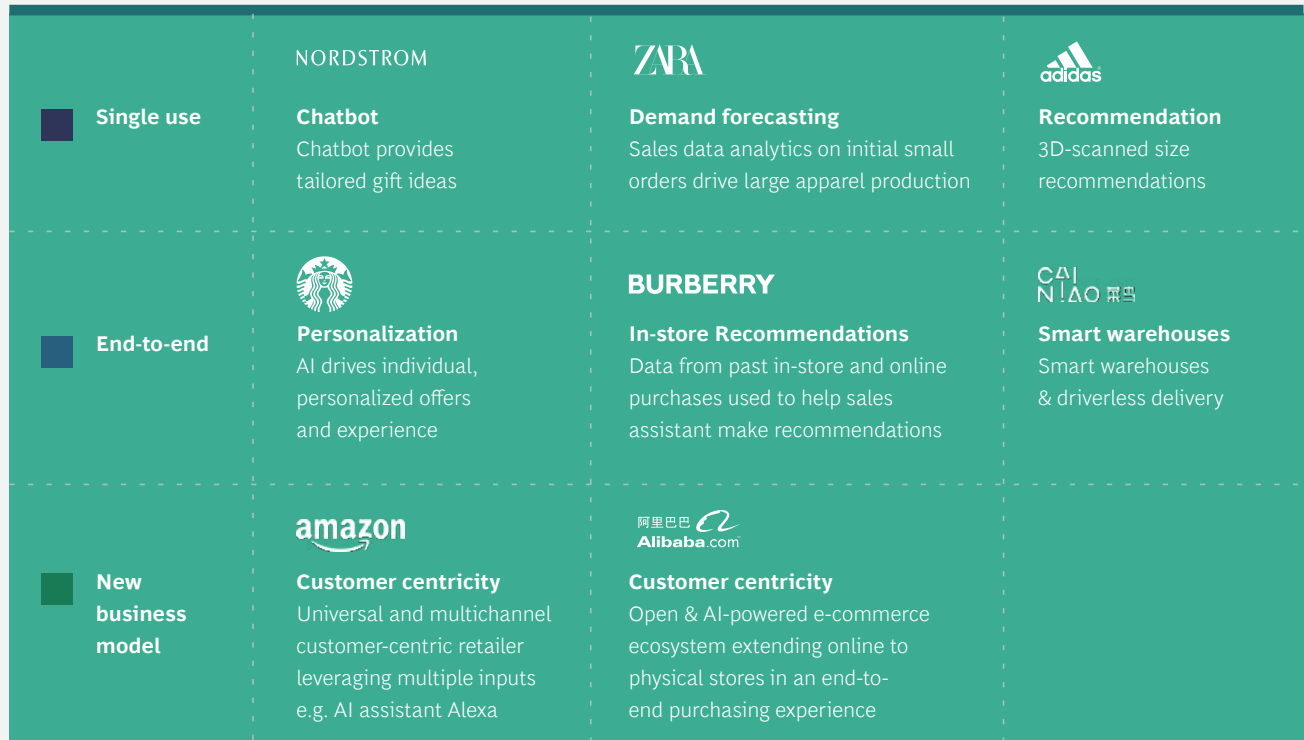 NORDSTROM
ZARA
adidas
Single use
Chatbot
Chatbot provides
tailored gift ideas
Demand forecasting
Sales data analytics on initial small
orders drive large apparel production
Recommendation
3D-scanned size
recommendations
BURBERRY
CAI
NIAO 菜鸟
End-to-end
Personalization
AI drives individual,
personalized offers
and experience
In-store Recommendations
Data from past in-store and online
purchases used to help sales
assistant make recommendations
Smart warehouses
Smart warehouses
& driverless delivery
amazon
阿里巴巴
Alibaba.com
New
business
model
Customer centricity
Universal and multichannel
customer-centric retailer
leveraging multiple inputs
e.g. AI assistant Alexa
Customer centricity
Open & AI-powered e-commerce
ecosystem extending online to
physical stores in an end-to-
end purchasing experience